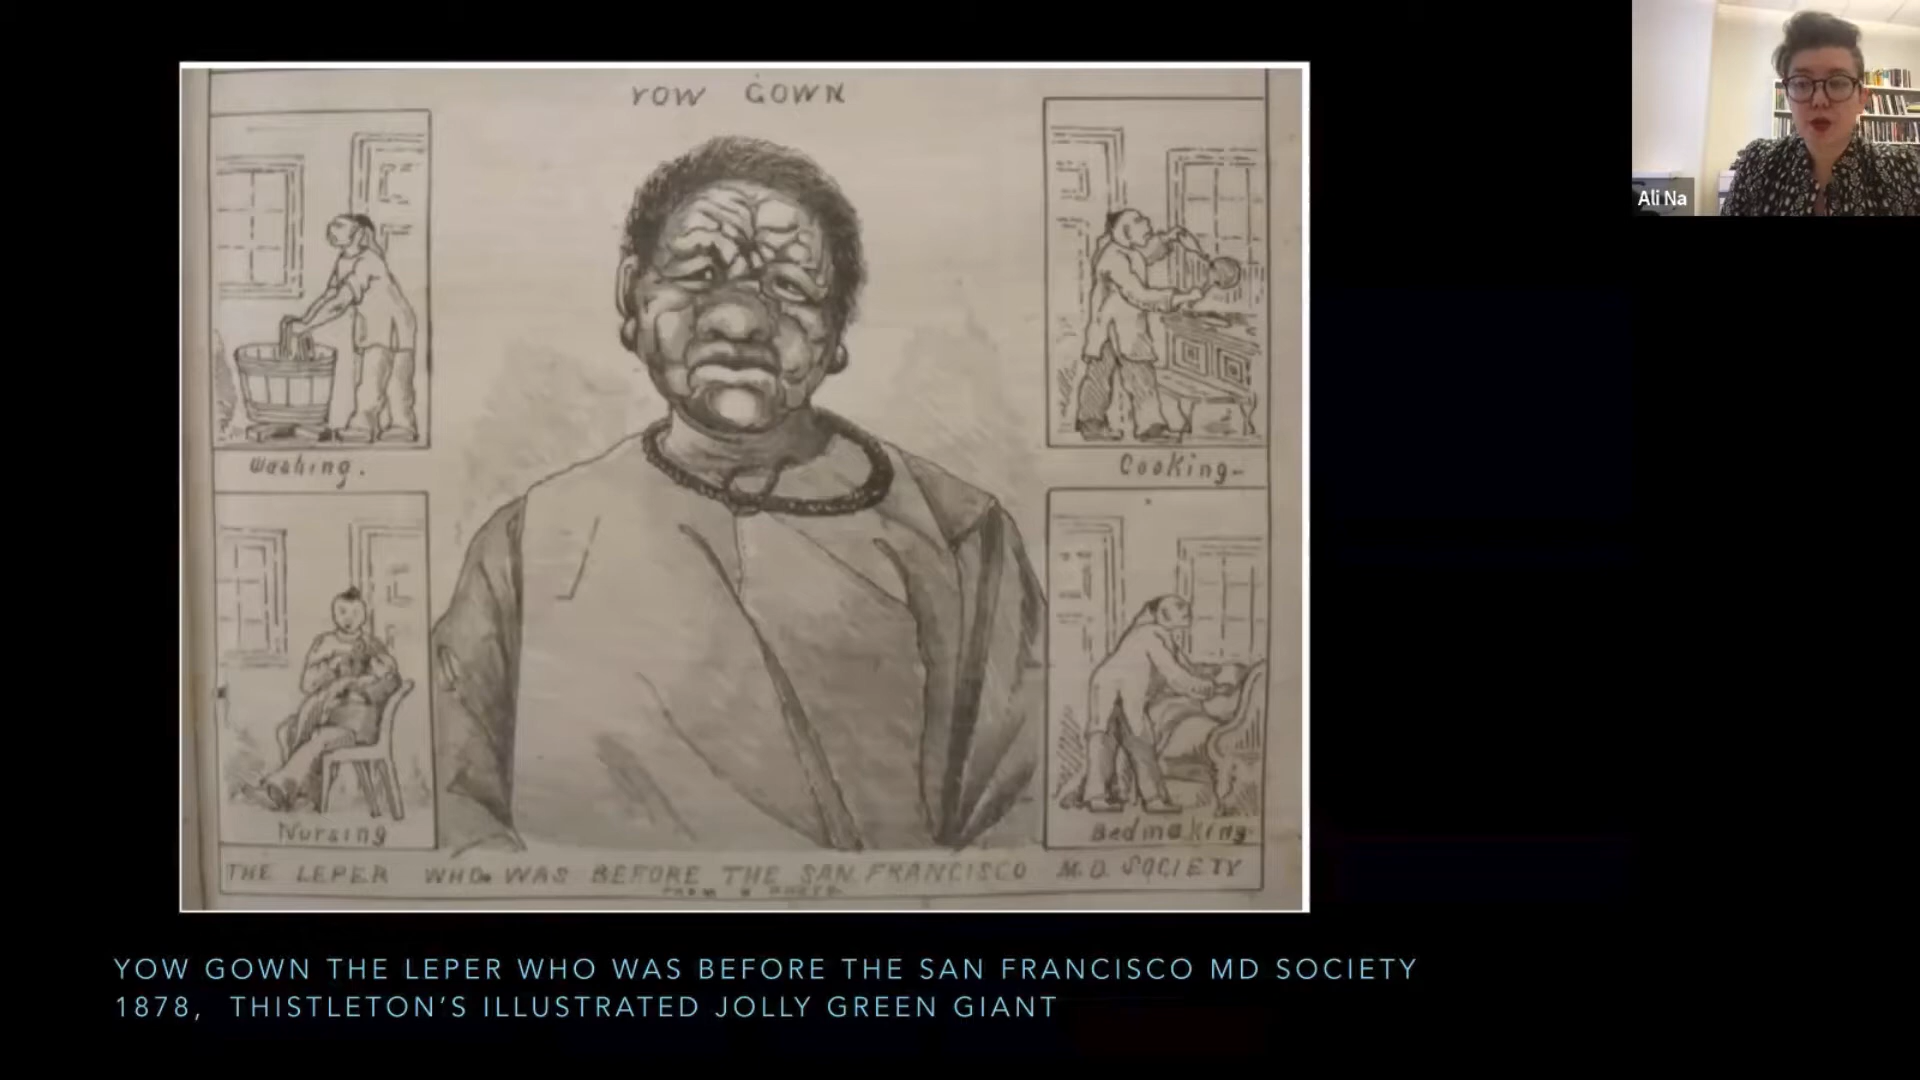 YOW GOWN
Washing.
Cooking-
Nursing
Bedmaking
THE LEPER WHO WAS BEFORE THE SAN FRANCISCO M.D. SOCIETY
Ali Na
YOW GOWN THE LEPER WHO WAS BEFORE THE SAN FRANCISCO MD SOCIETY
1878, THISTLETON'S ILLUSTRATED JOLLY GREEN GIANT